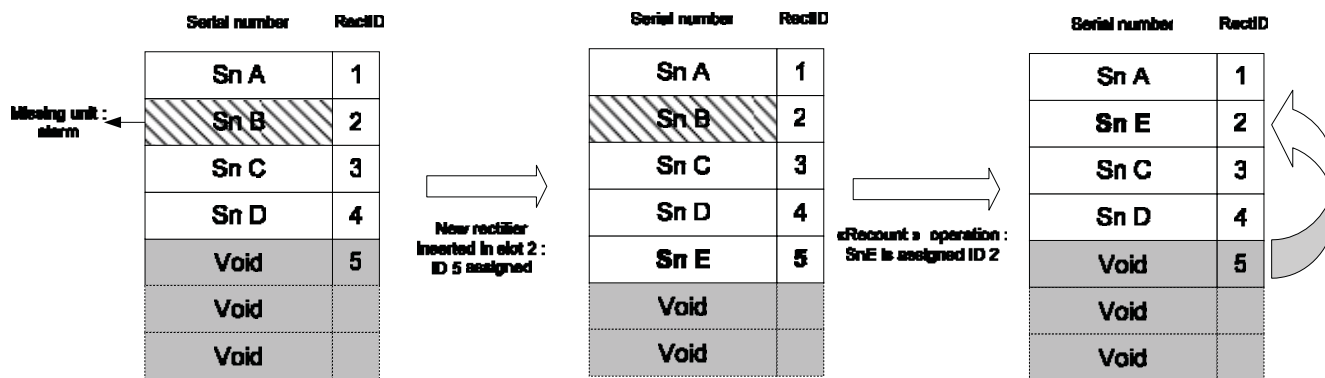 Serial number RectID
Sn A 1
Sn B 2
Sn C 3
Sn D 4
Void 5
Void
Void
Missing unit :
alarm
New rectifier
inserted in slot 2 :
ID 5 assigned
Serial number RectID
Sn A 1
Sn B 2
Sn C 3
Sn D 4
Sn E 5
Void
Void
«Recount » operation :
SnE is assigned ID 2
Serial number RectID
Sn A 1
Sn E 2
Sn C 3
Sn D 4
Void 5
Void
Void